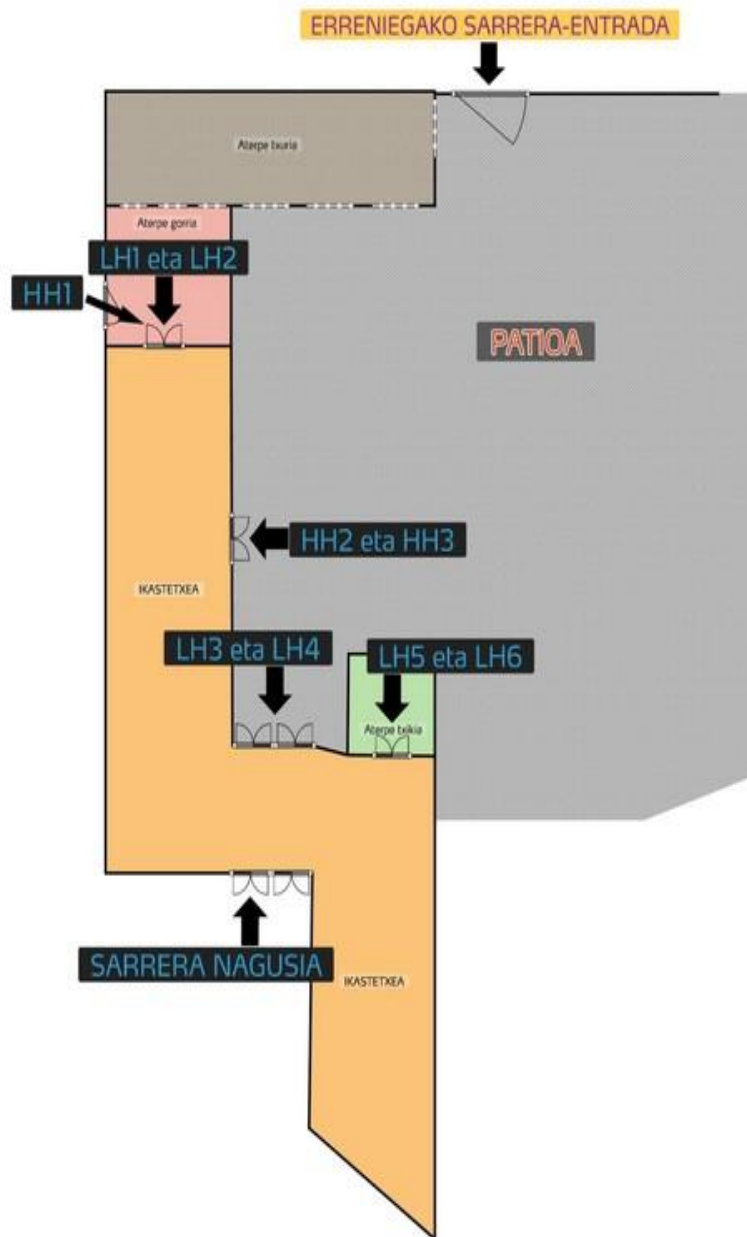 ERRENIEGAKO SARRERA-ENTRADA
Aterpe txuria
Aterpe gorria
LH1 eta LH2
HH1
PATIOA
HH2 eta HH3
IKASTETXEA
LH3 eta LH4
LH5 eta LH6
Aterpe txikia
SARRERA NAGUSIA
IKASTETXEA